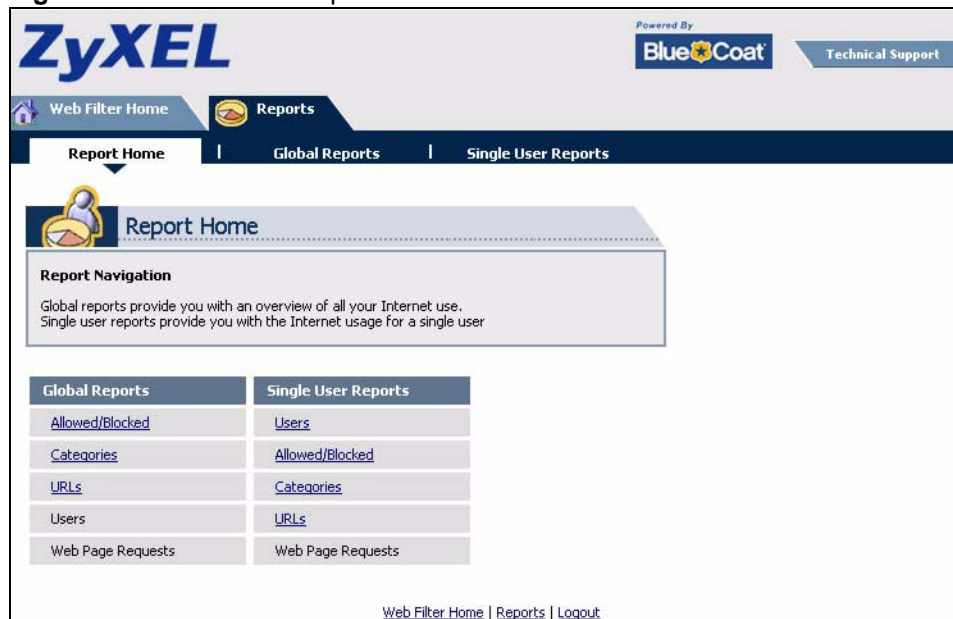 ZyXEL
Powered By
Blue Coat
Technical Support
Web Filter Home
Reports
Report Home | Global Reports | Single User Reports
Report Home
Report Navigation
Global reports provide you with an overview of all your Internet use.
Single user reports provide you with the Internet usage for a single user
Global Reports Single User Reports
Allowed/Blocked Users
Categories Allowed/Blocked
URLs Categories
Users URLs
Web Page Requests Web Page Requests
Web Filter Home | Reports | Logout